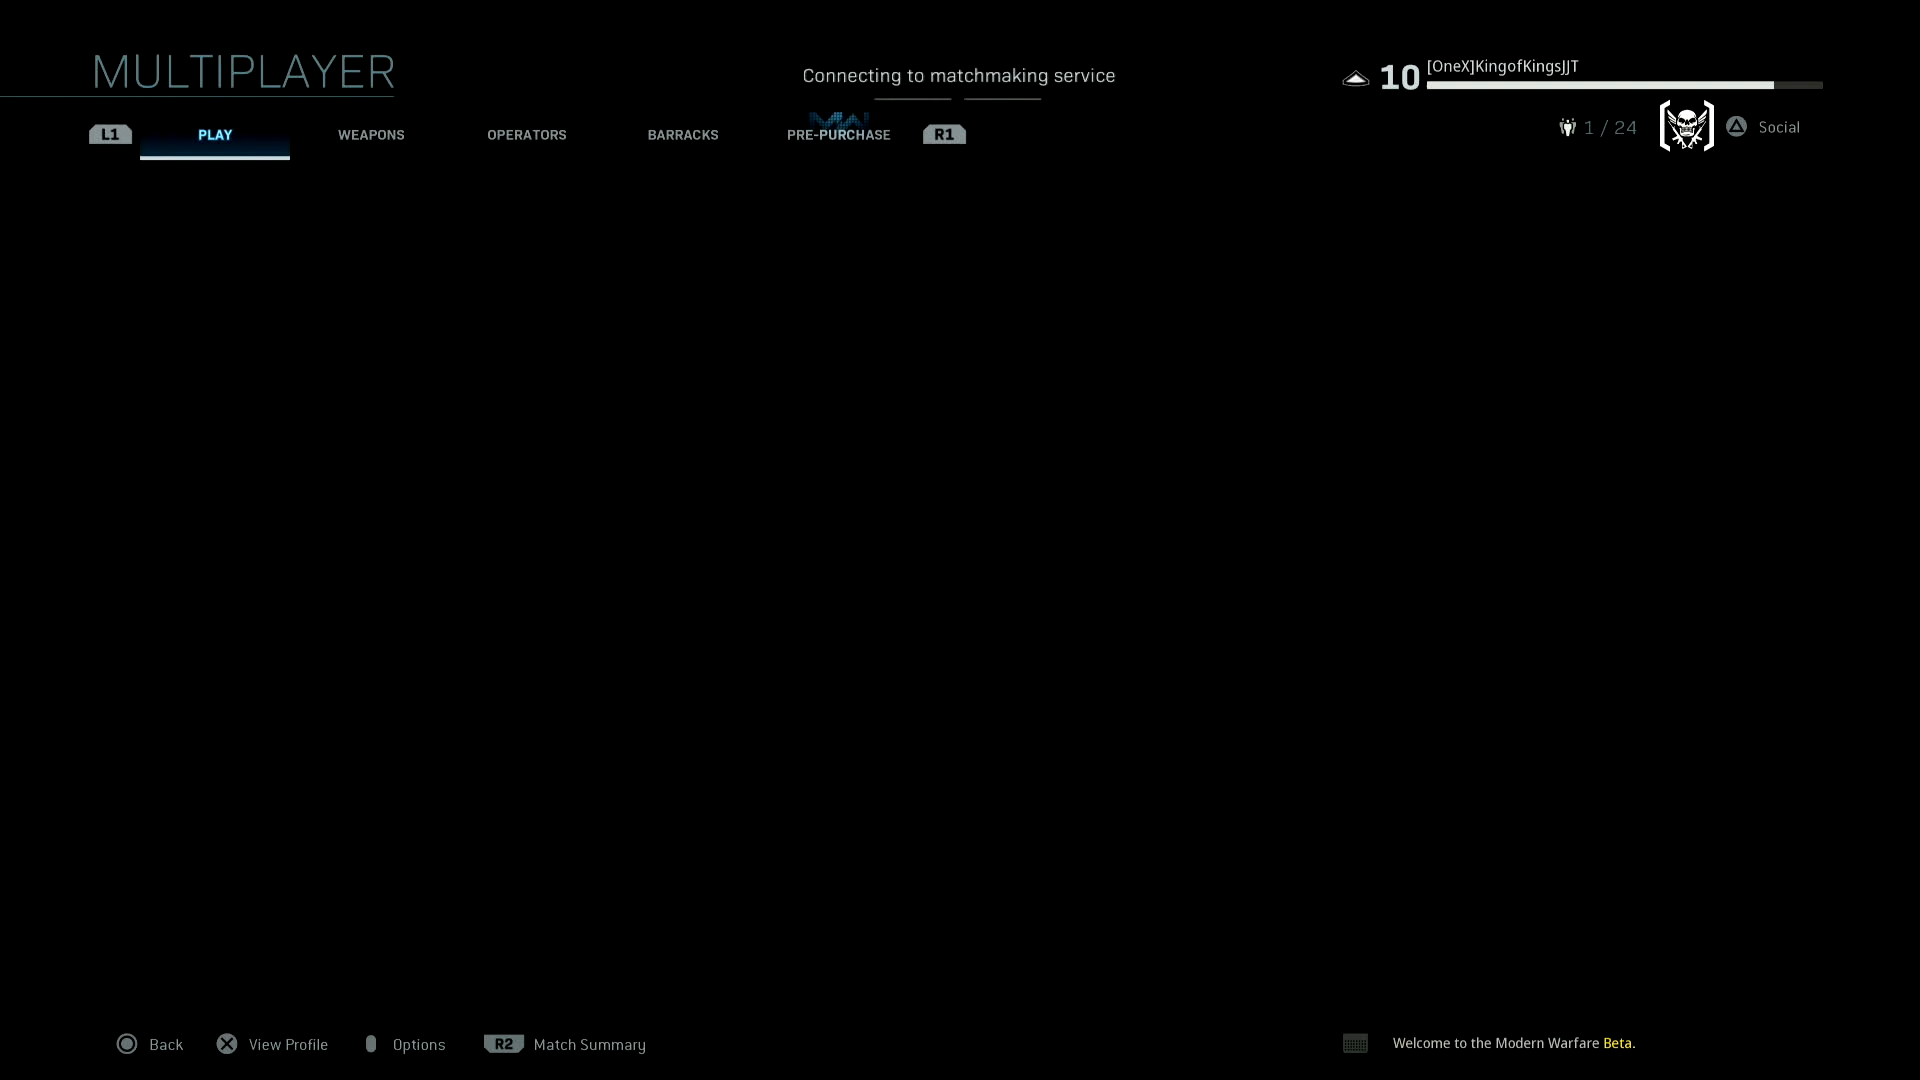 MULTIPLAYER
Connecting to matchmaking service
10 [OneX]KingofKingsJJT
L1 PLAY WEAPONS OPERATORS BARRACKS PRE-PURCHASE R1
1 / 24 Social
Back View Profile Options R2 Match Summary
Welcome to the Modern Warfare Beta.